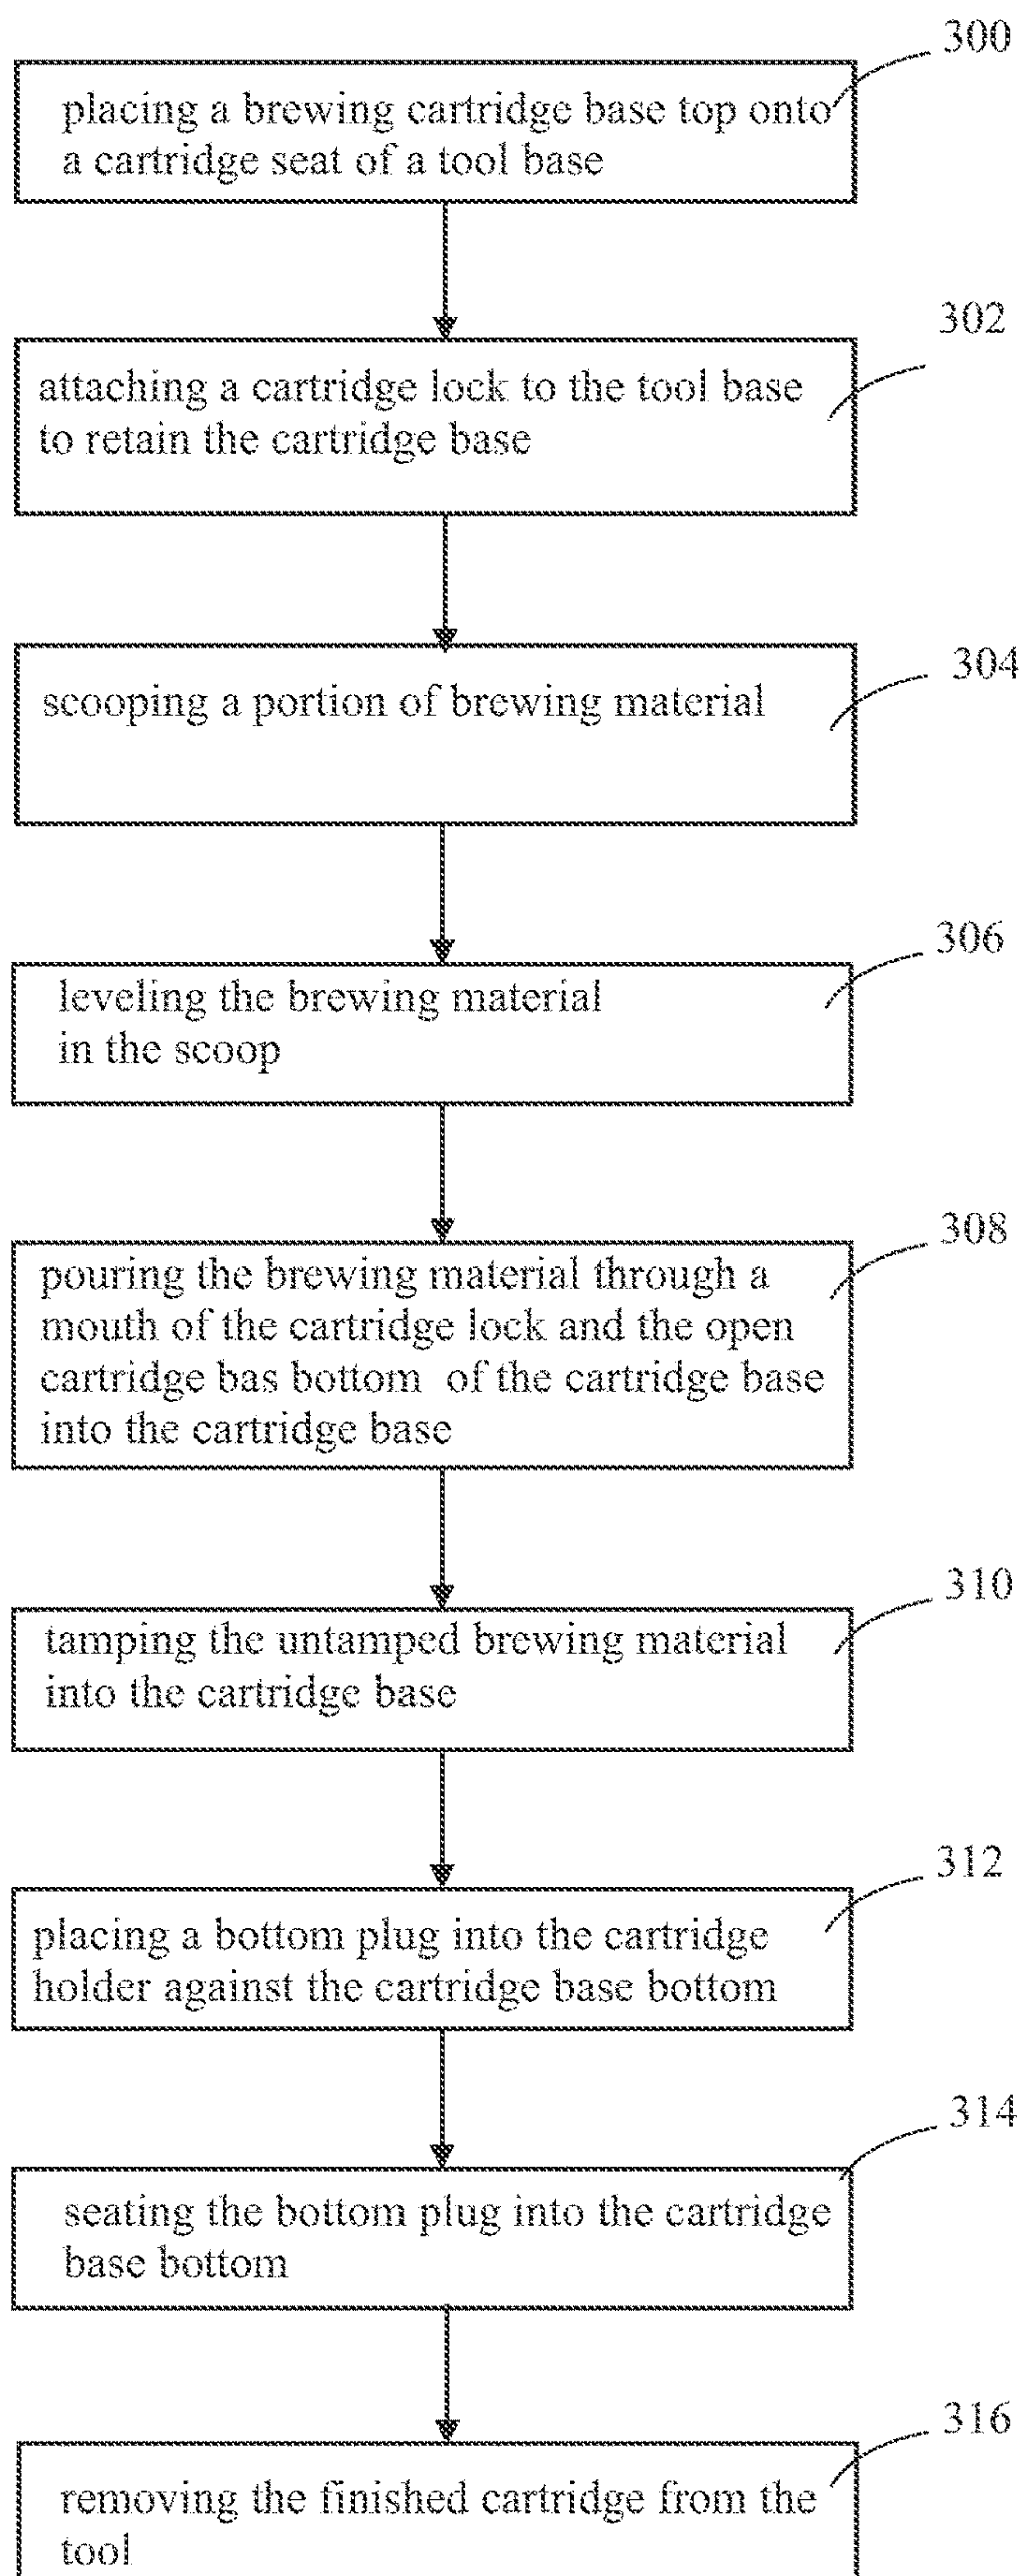 300
placing a brewing cartridge base top onto
a cartridge seat of a tool base
302
attaching a cartridge lock to the tool base
to retain the cartridge base
304
scooping a portion of brewing material
306
leveling the brewing material
in the scoop
308
pouring the brewing material through a
mouth of the cartridge lock and the open
cartridge bas bottom of the cartridge base
into the cartridge base
310
tamping the untamped brewing material
into the cartridge base
312
placing a bottom plug into the cartridge
holder against the cartridge base bottom
314
seating the bottom plug into the cartridge
base bottom
316
removing the finished cartridge from the
tool